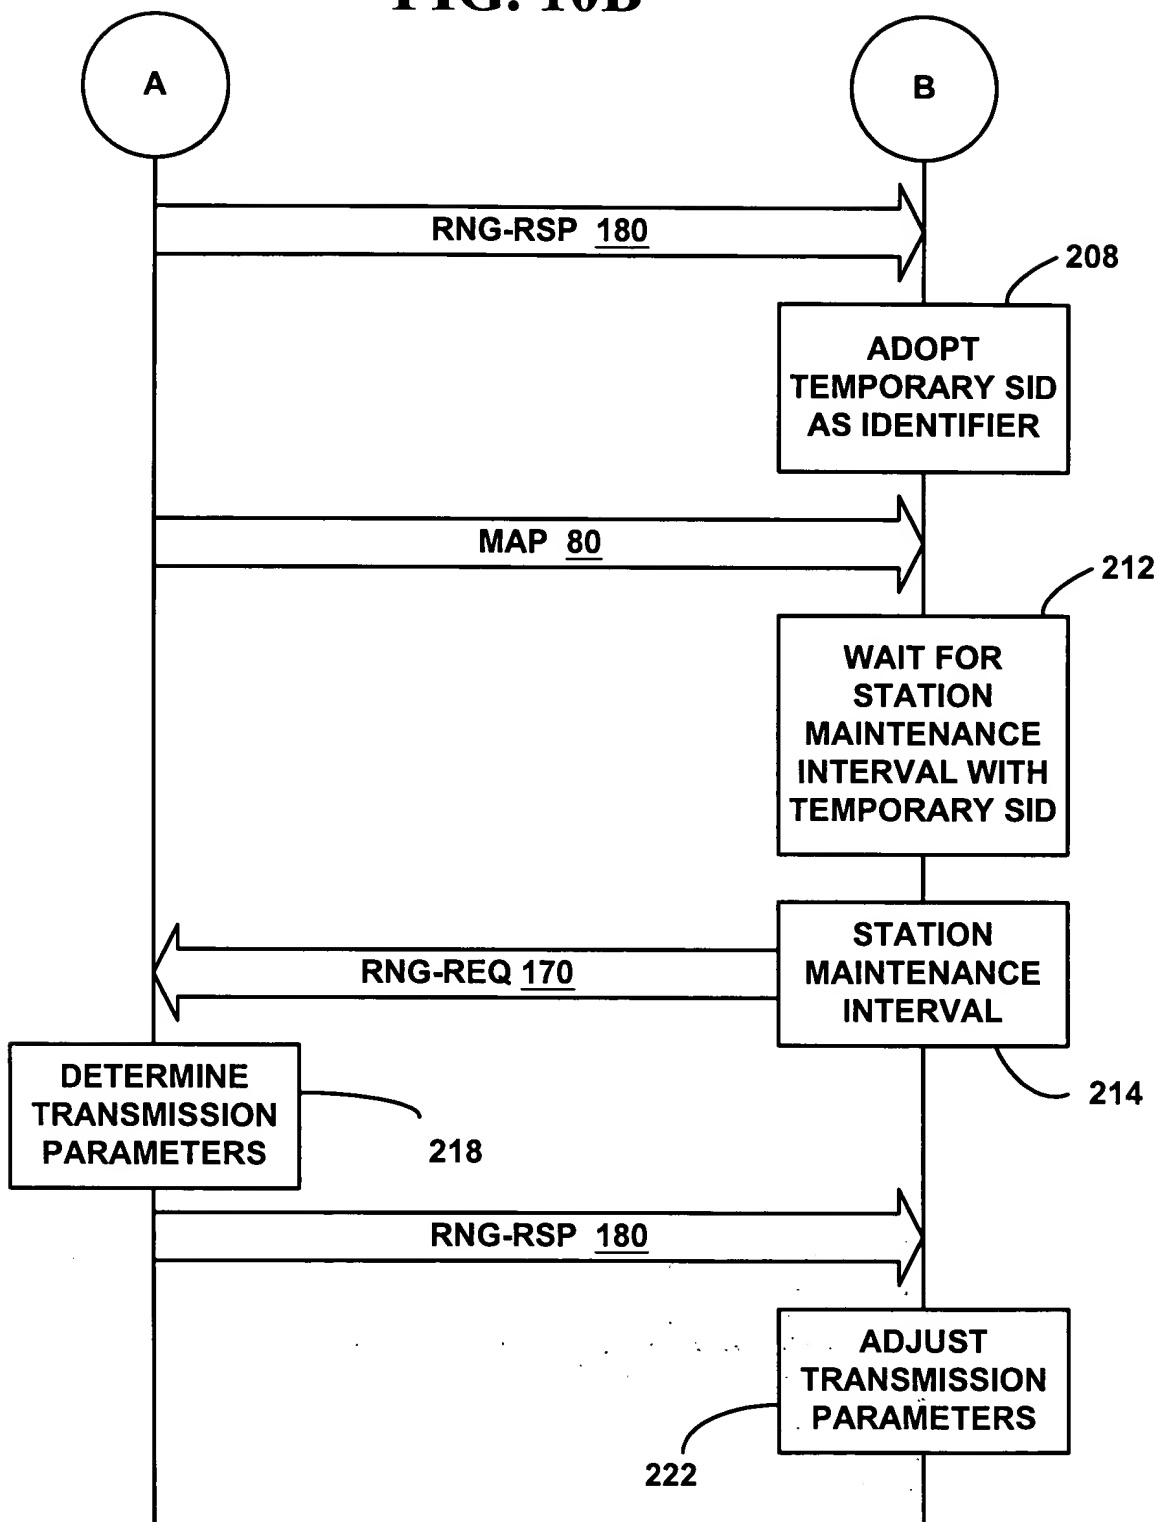 FIG. 10B
A
B
RNG-RSP 180
208
ADOPT
TEMPORARY SID
AS IDENTIFIER
MAP 80
212
WAIT FOR
STATION
MAINTENANCE
INTERVAL WITH
TEMPORARY SID
STATION
MAINTENANCE
INTERVAL
RNG-REQ 170
214
DETERMINE
TRANSMISSION
PARAMETERS
218
RNG-RSP 180
ADJUST
TRANSMISSION
PARAMETERS
222